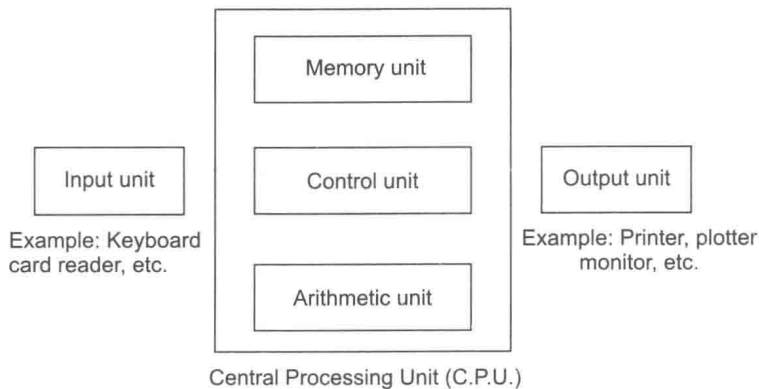 Memory unit
Input unit
Control unit
Output unit
Example: Keyboard
card reader, etc.
Example: Printer, plotter
monitor, etc.
Arithmetic unit
Central Processing Unit (C.P.U.)